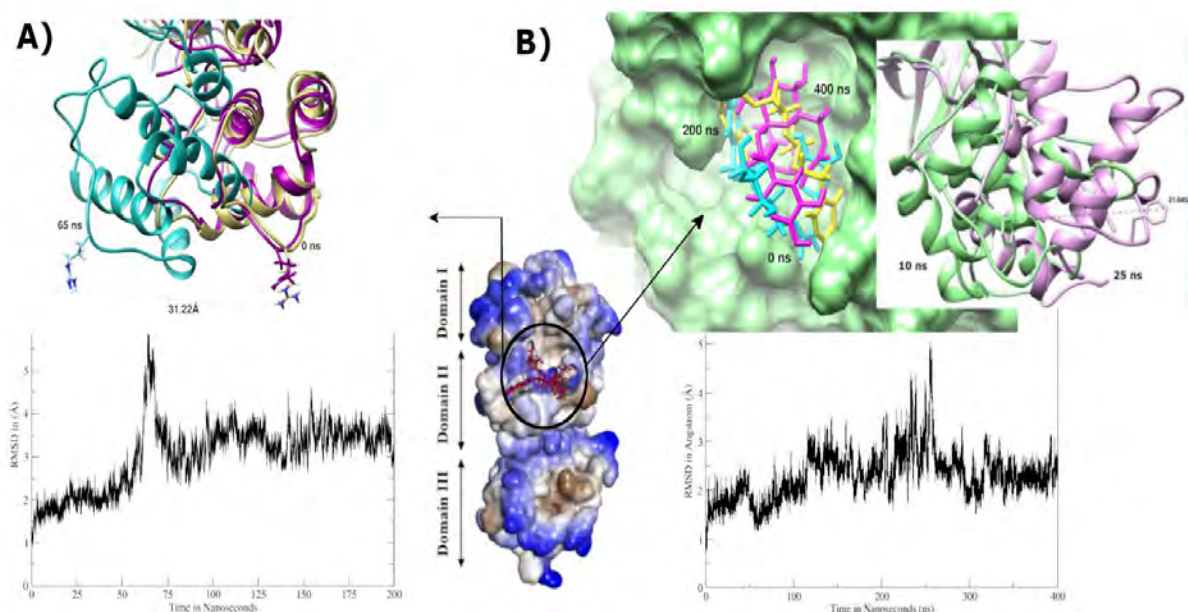 A)
65 ns
0 ns
31.22Å
B)
400 ns
200 ns
0 ns
10 ns
25 ns
Domain I
Domain II
Domain III
RMSD in (Å)
5
4
3
2
1
0
0 25 50 75 100 125 150 175 200
Time in Nanoseconds
RMSD in Angstrom (Å)
5
4
3
2
1
0
0 100 200 300 400
Time in Nanoseconds (ns)